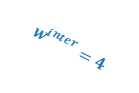 winter = 4